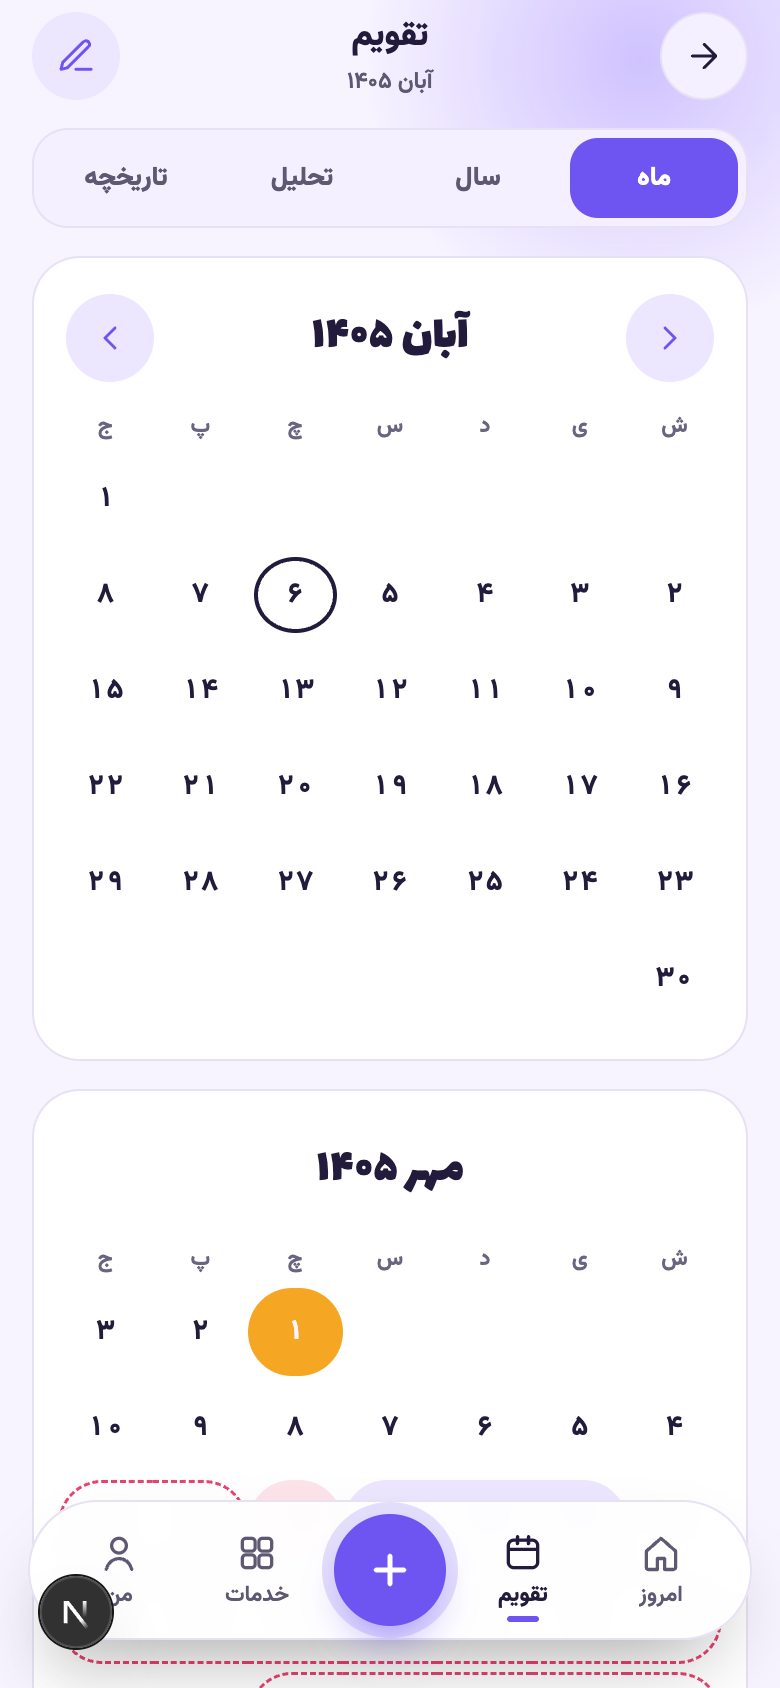 تقویم
آبان ۱۴۰۵
ماه سال تحلیل تاریخچه
آبان ۱۴۰۵
ش ی د س چ پ ج
۱
۲ ۳ ۴ ۵ ۶ ۷ ۸
۹ ۱۰ ۱۱ ۱۲ ۱۳ ۱۴ ۱۵
۱۶ ۱۷ ۱۸ ۱۹ ۲۰ ۲۱ ۲۲
۲۳ ۲۴ ۲۵ ۲۶ ۲۷ ۲۸ ۲۹
۳۰
مهر ۱۴۰۵
ش ی د س چ پ ج
۱ ۲ ۳
۴ ۵ ۶ ۷ ۸ ۹ ۱۰
امروز تقویم خدمات من
N